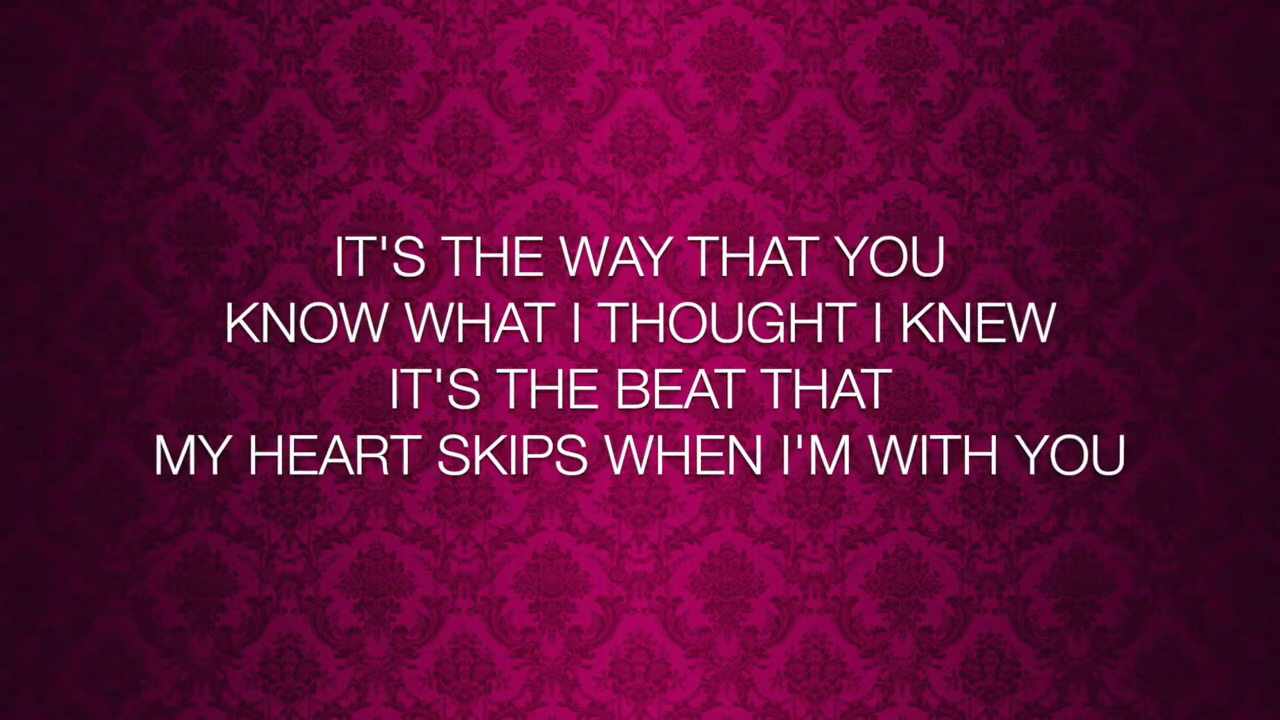 IT'S THE WAY THAT YOU
KNOW WHAT I THOUGHT I KNEW
IT'S THE BEAT THAT
MY HEART SKIPS WHEN I'M WITH YOU